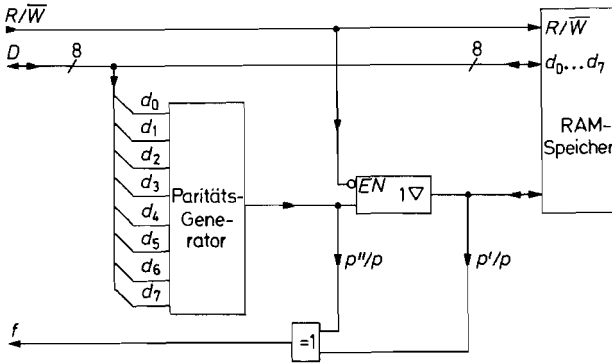 R/W̅
R/W̅
D
8
8
d₀...d₇
d₀
d₁
d₂
d₃
d₄
d₅
d₆
d₇
Paritäts-
Gene-
rator
RAM-
Speicher
EN
1▽
p''/p
p'/p
f
=1